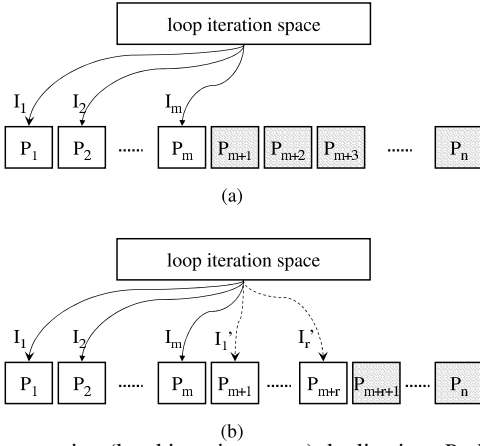 loop iteration space
I1 I2 Im
P1 P2 ...... Pm Pm+1 Pm+2 Pm+3 ...... Pn
(a)
loop iteration space
I1 I2 Im I1' Ir'
P1 P2 ...... Pm Pm+1 ...... Pm+r Pm+r+1 ...... Pn
(b)